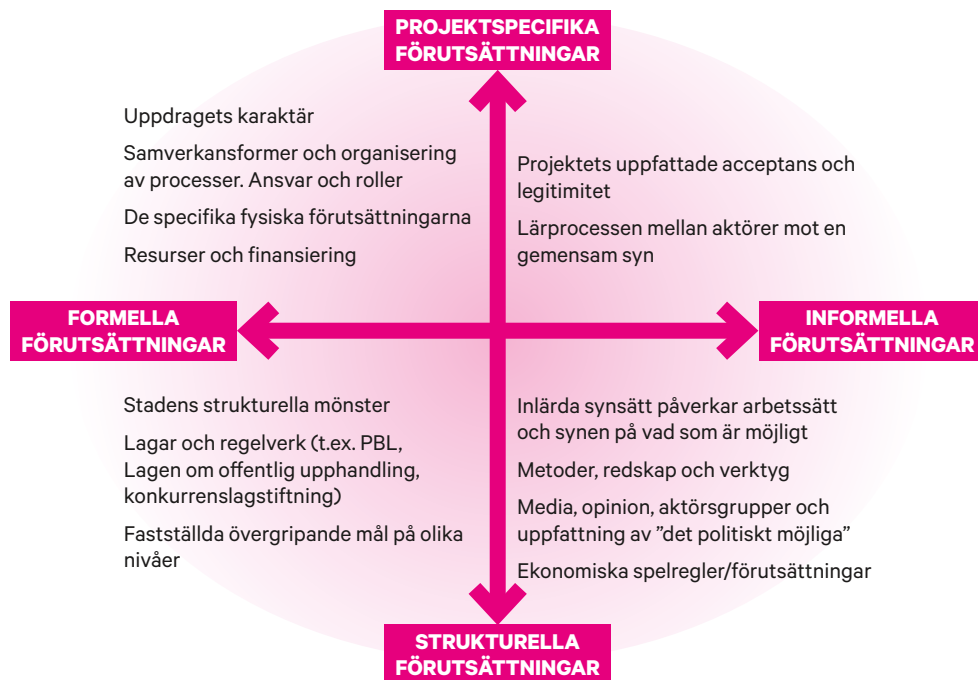 PROJEKTSPECIFIKA
FÖRUTSÄTTNINGAR
Uppdragets karaktär
Samverkansformer och organisering
av processer. Ansvar och roller
De specifika fysiska förutsättningarna
Resurser och finansiering
Projektets uppfattade acceptans och
legitimitet
Lärprocessen mellan aktörer mot en
gemensam syn
FORMELLA
FÖRUTSÄTTNINGAR
INFORMELLA
FÖRUTSÄTTNINGAR
Stadens strukturella mönster
Lagar och regelverk (t.ex. PBL,
Lagen om offentlig upphandling,
konkurrenslagstiftning)
Fastställda övergripande mål på olika
nivåer
Inlärda synsätt påverkar arbetssätt
och synen på vad som är möjligt
Metoder, redskap och verktyg
Media, opinion, aktörsgrupper och
uppfattning av ”det politiskt möjliga”
Ekonomiska spelregler/förutsättningar
STRUKTURELLA
FÖRUTSÄTTNINGAR